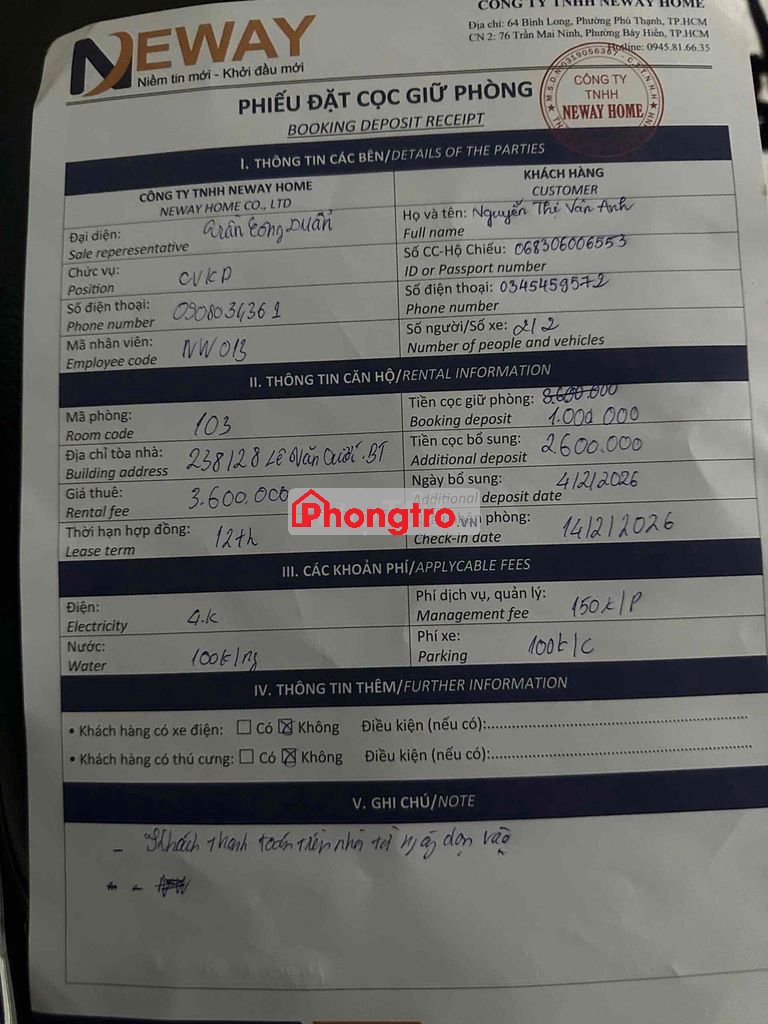 CÔNG TY TNHH NEWAY HOME
Địa chỉ: 64 Bình Long, Phường Phú Thạnh, TP.HCM
CN 2: 76 Trần Mai Ninh, Phường Bảy Hiền, TP.HCM
Hotline: 0945.81.66.35
NEWAY
Niềm tin mới - Khởi đầu mới
PHIẾU ĐẶT CỌC GIỮ PHÒNG
BOOKING DEPOSIT RECEIPT
CÔNG TY
TNHH
NEWAY HOME
I. THÔNG TIN CÁC BÊN/DETAILS OF THE PARTIES
CÔNG TY TNHH NEWAY HOME
NEWAY HOME CO., LTD
KHÁCH HÀNG
CUSTOMER
Đại diện: Trần Công Duẩn
Sale reperesentative
Họ và tên: Nguyễn Thị Vân Anh
Full name
Chức vụ: CVKD
Position
Số CC-Hộ Chiếu: 068306006553
ID or Passport number
Số điện thoại: 0908034361
Phone number
Số điện thoại: 0345459572
Phone number
Mã nhân viên: NW013
Employee code
Số người/Số xe: 2/2
Number of people and vehicles
II. THÔNG TIN CĂN HỘ/RENTAL INFORMATION
Mã phòng: 103
Room code
Tiền cọc giữ phòng: 3.600.000
Booking deposit 1.000.000
Địa chỉ tòa nhà: 238/28 Lê Văn .BT
Building address
Tiền cọc bổ sung: 2.600.000
Additional deposit
Giá thuê: 3.600.000
Rental fee
Ngày bổ sung: 4/2/2026
Additional deposit date
Thời hạn hợp đồng: 12th
Lease term
phòng: 14/2/2026
Check-in date
Phongtro.VN
III. CÁC KHOẢN PHÍ/APPLYCABLE FEES
Điện: 4.k
Electricity
Phí dịch vụ, quản lý: 150k/P
Management fee
Nước: 100k/ng
Water
Phí xe: 100k/C
Parking
IV. THÔNG TIN THÊM/FURTHER INFORMATION
• Khách hàng có xe điện: ☐ Có ☒ Không Điều kiện (nếu có):
• Khách hàng có thú cưng: ☐ Có ☒ Không Điều kiện (nếu có):
V. GHI CHÚ/NOTE
- Khách thanh toán tiền nhà từ ngày dọn vào